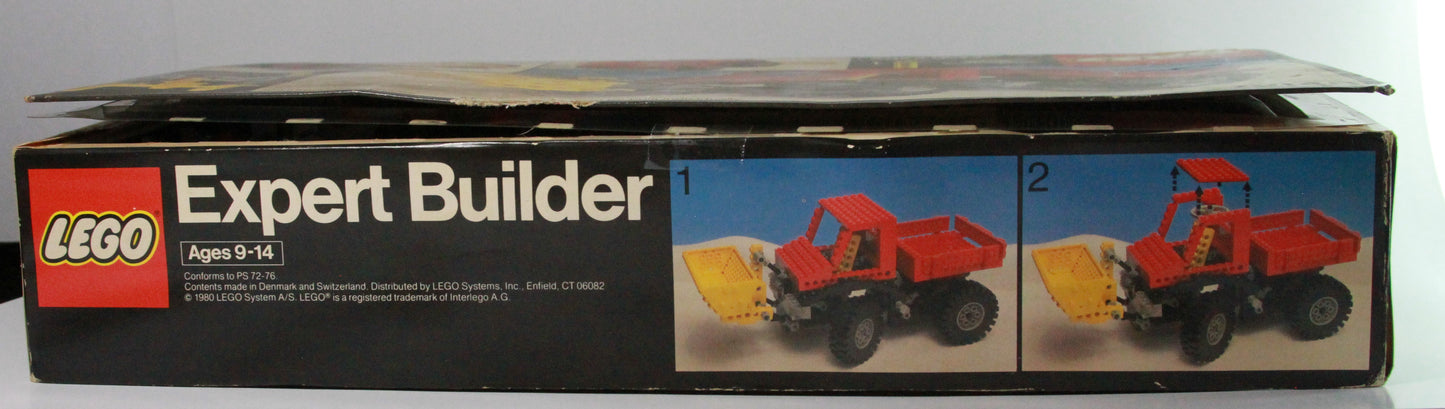 LEGO®
Expert Builder
Ages 9-14
Conforms to PS 72-76.
Contents made in Denmark and Switzerland. Distributed by LEGO Systems, Inc., Enfield, CT 06082
© 1980 LEGO System A/S. LEGO® is a registered trademark of Interlego A.G.
1
2